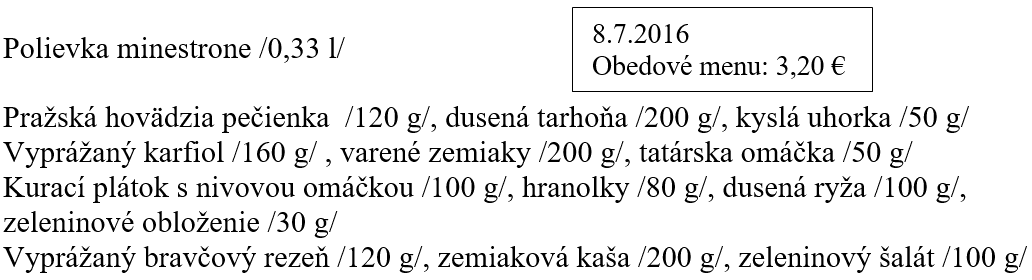 Polievka minestrone /0,33 l/
8.7.2016
Obedové menu: 3,20 €
Pražská hovädzia pečienka /120 g/, dusená tarhoňa /200 g/, kyslá uhorka /50 g/
Vyprážaný karfiol /160 g/ , varené zemiaky /200 g/, tatárska omáčka /50 g/
Kurací plátok s nivovou omáčkou /100 g/, hranolky /80 g/, dusená ryža /100 g/,
zeleninové obloženie /30 g/
Vyprážaný bravčový rezeň /120 g/, zemiaková kaša /200 g/, zeleninový šalát /100 g/